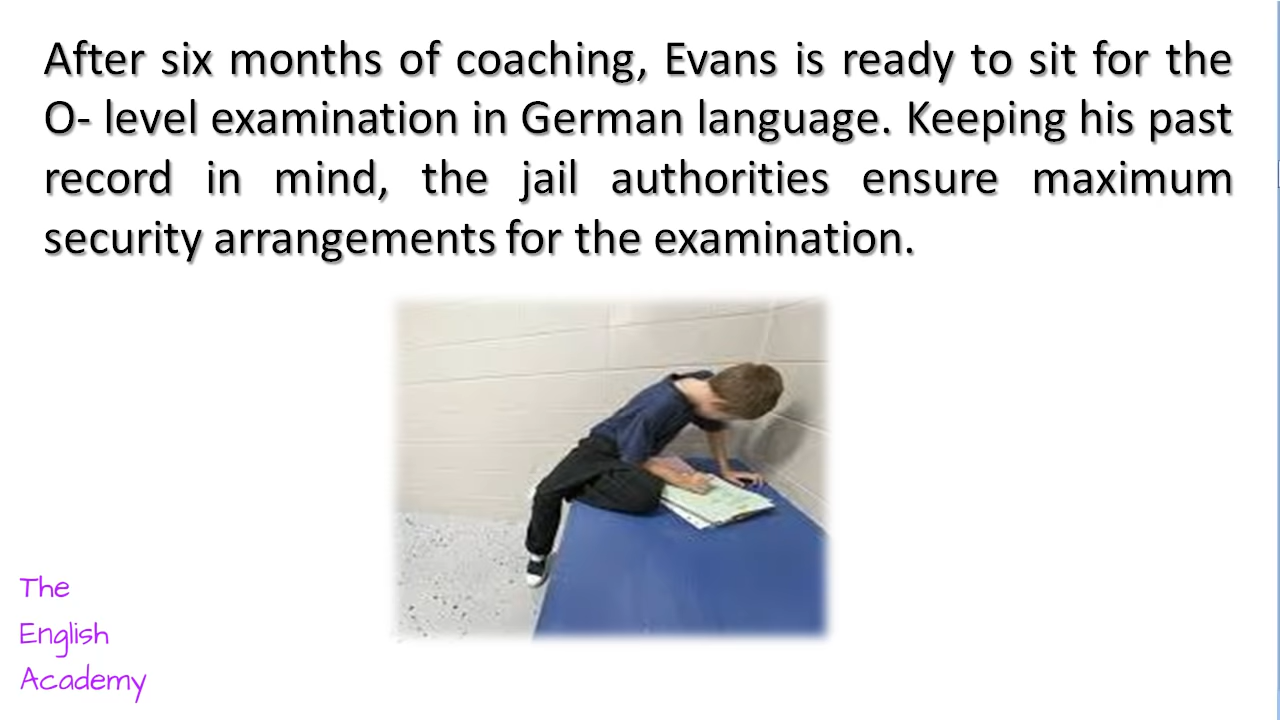 After six months of coaching, Evans is ready to sit for the
O- level examination in German language. Keeping his past
record in mind, the jail authorities ensure maximum
security arrangements for the examination.
The
English
Academy